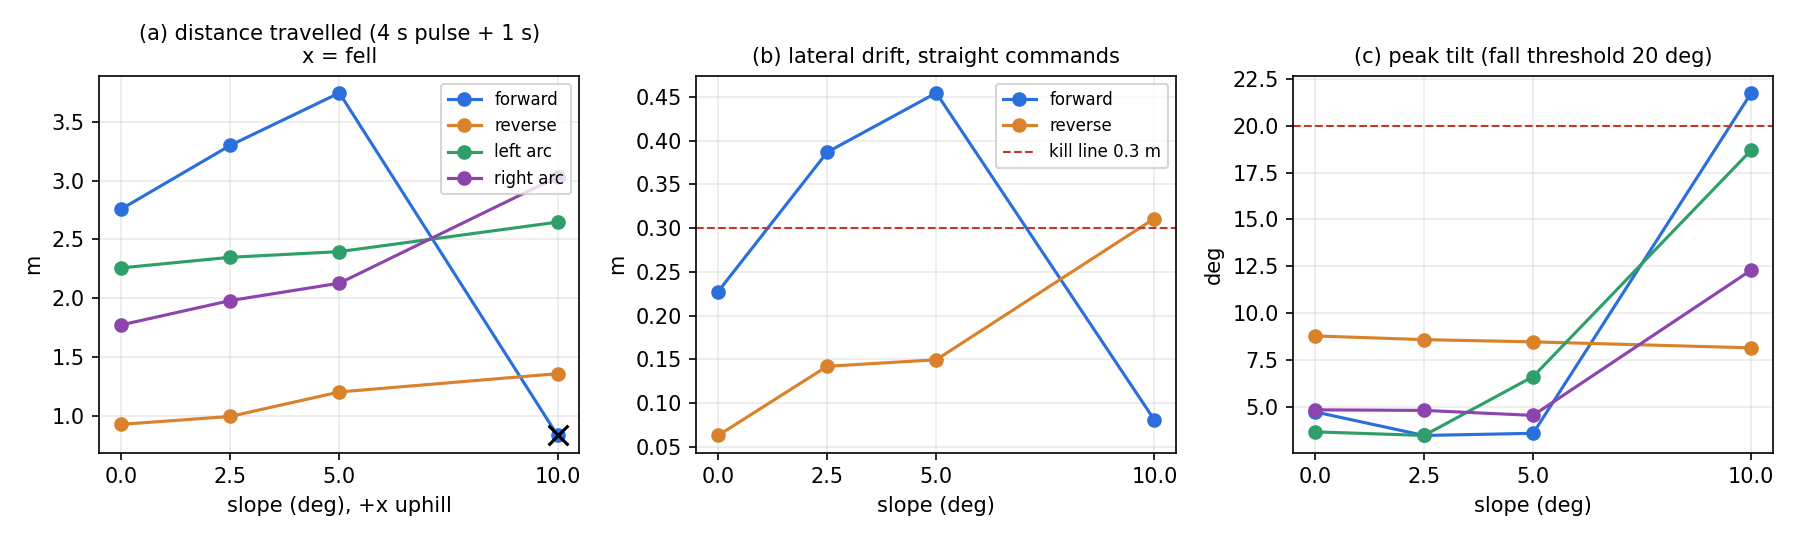 (a) distance travelled (4 s pulse + 1 s)
x = fell
3.5
3.0
2.5
2.0
1.5
1.0
m
forward
reverse
left arc
right arc
0.0 2.5 5.0 10.0
slope (deg), +x uphill
(b) lateral drift, straight commands
0.45
0.40
0.35
0.30
0.25
0.20
0.15
0.10
0.05
m
forward
reverse
kill line 0.3 m
0.0 2.5 5.0 10.0
slope (deg)
(c) peak tilt (fall threshold 20 deg)
22.5
20.0
17.5
15.0
12.5
10.0
7.5
5.0
deg
0.0 2.5 5.0 10.0
slope (deg)